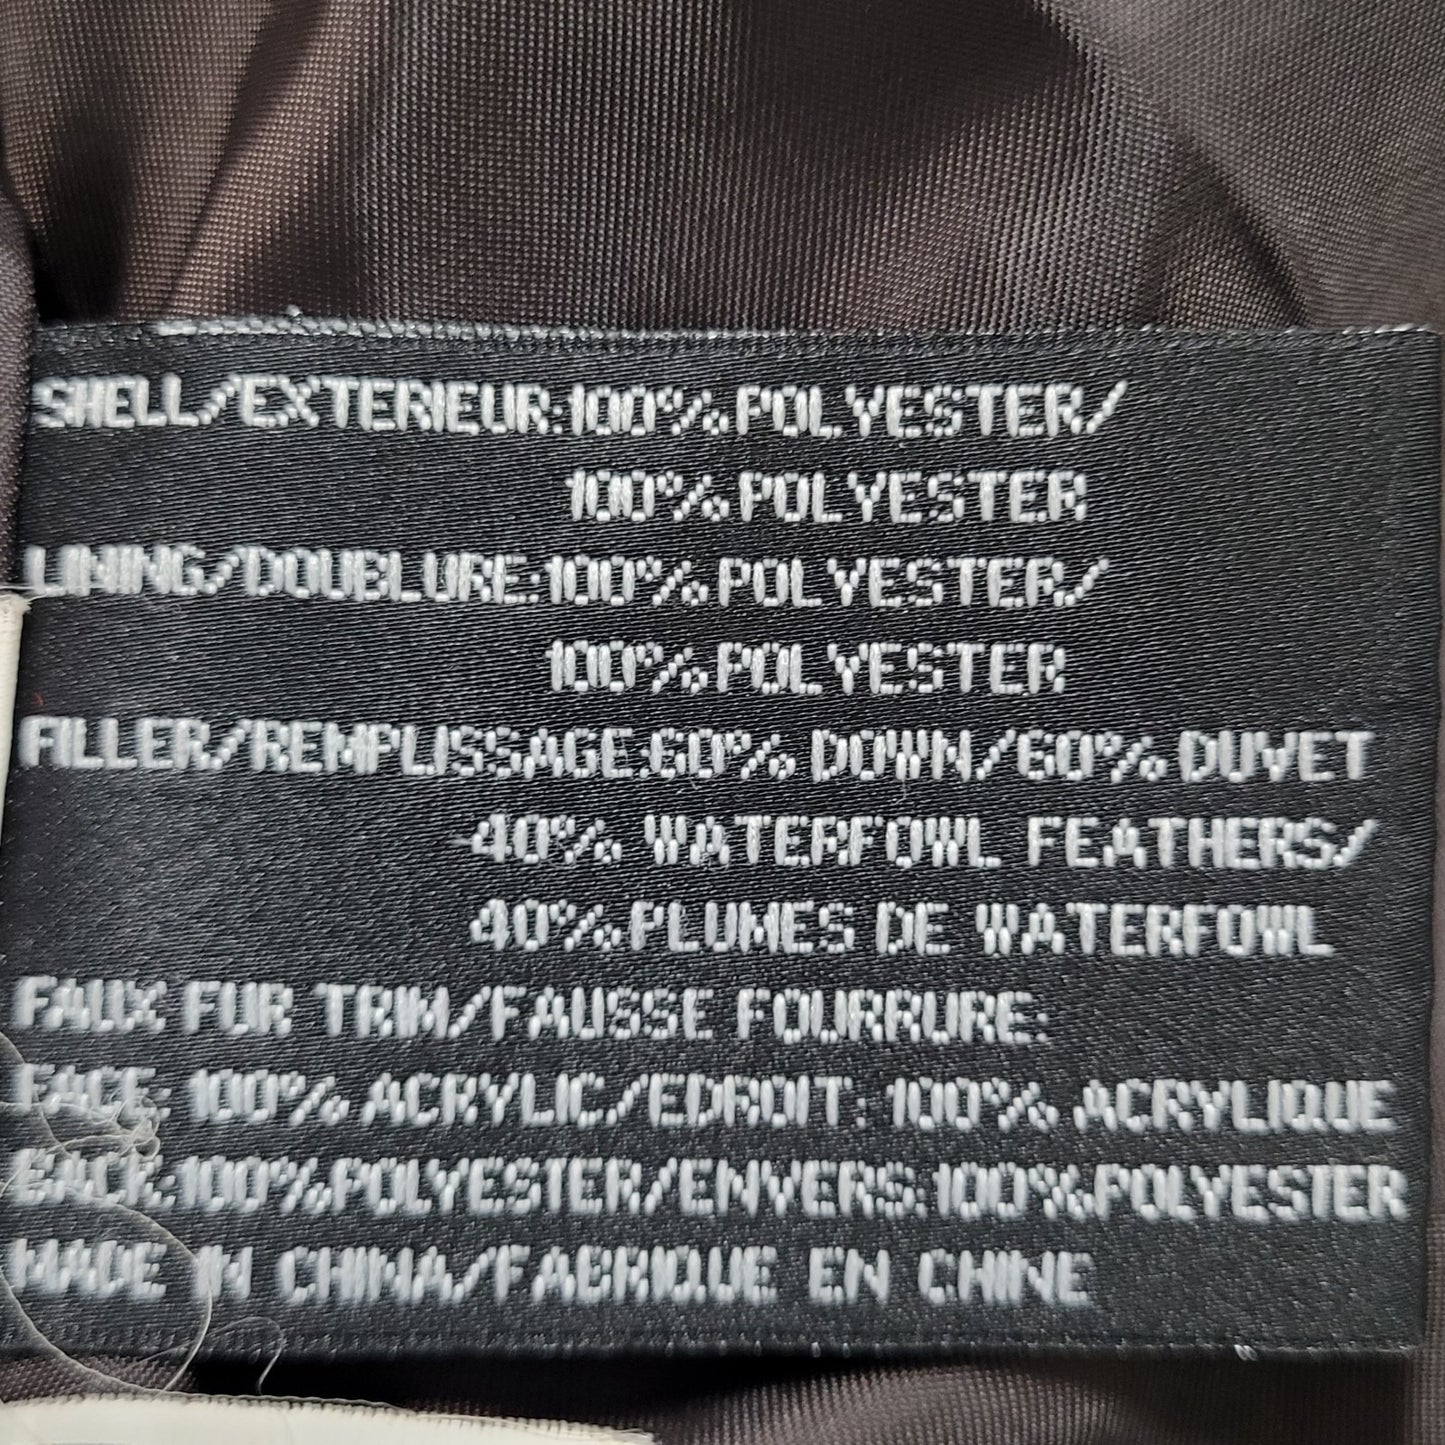 SHELL/EXTERIEUR:100%POLYESTER/
100%POLYESTER
LINING/DOUBLURE:100%POLYESTER/
100%POLYESTER
FILLER/REMPLISSAGE:60% DOWN/60% DUVET
40% WATERFOWL FEATHERS/
40%PLUMES DE WATERFOWL
FAUX FUR TRIM/FAUSSE FOURRURE:
FACE: 100% ACRYLIC/EDROIT: 100% ACRYLIQUE
BACK:100%POLYESTER/ENVERS:100%POLYESTER
MADE IN CHINA/FABRIQUE EN CHINE